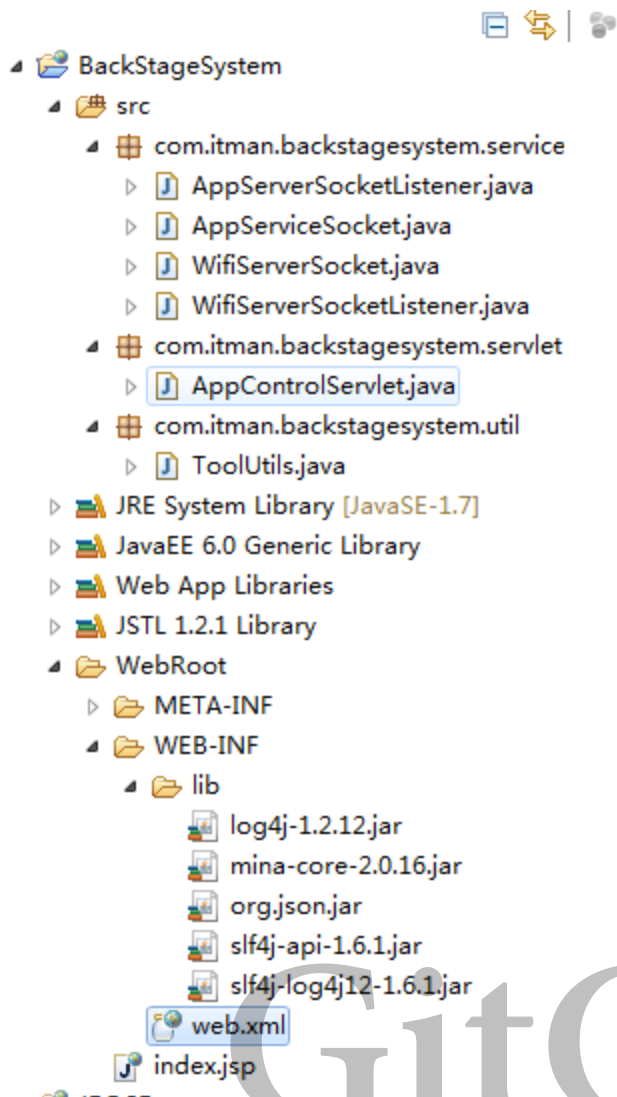 BackStageSystem
src
com.itman.backstagesystem.service
AppServerSocketListener.java
AppServiceSocket.java
WifiServerSocket.java
WifiServerSocketListener.java
com.itman.backstagesystem.servlet
AppControlServlet.java
com.itman.backstagesystem.util
ToolUtils.java
JRE System Library [JavaSE-1.7]
JavaEE 6.0 Generic Library
Web App Libraries
JSTL 1.2.1 Library
WebRoot
META-INF
WEB-INF
lib
log4j-1.2.12.jar
mina-core-2.0.16.jar
org.json.jar
slf4j-api-1.6.1.jar
slf4j-log4j12-1.6.1.jar
web.xml
index.jsp